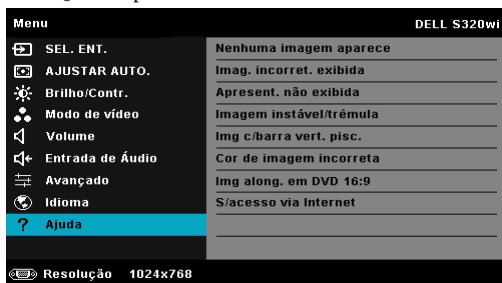 Menu DELL S320wi
SEL. ENT.
AJUSTAR AUTO.
Brilho/Contr.
Modo de vídeo
Volume
Entrada de Áudio
Avançado
Idioma
? Ajuda
Nenhuma imagem aparece
Imag. incorret. exibida
Apresent. não exibida
Imagem instável/trêmula
Img c/barra vert. pisc.
Cor de imagem incorreta
Img along. em DVD 16:9
S/acesso via Internet
Resolução 1024x768